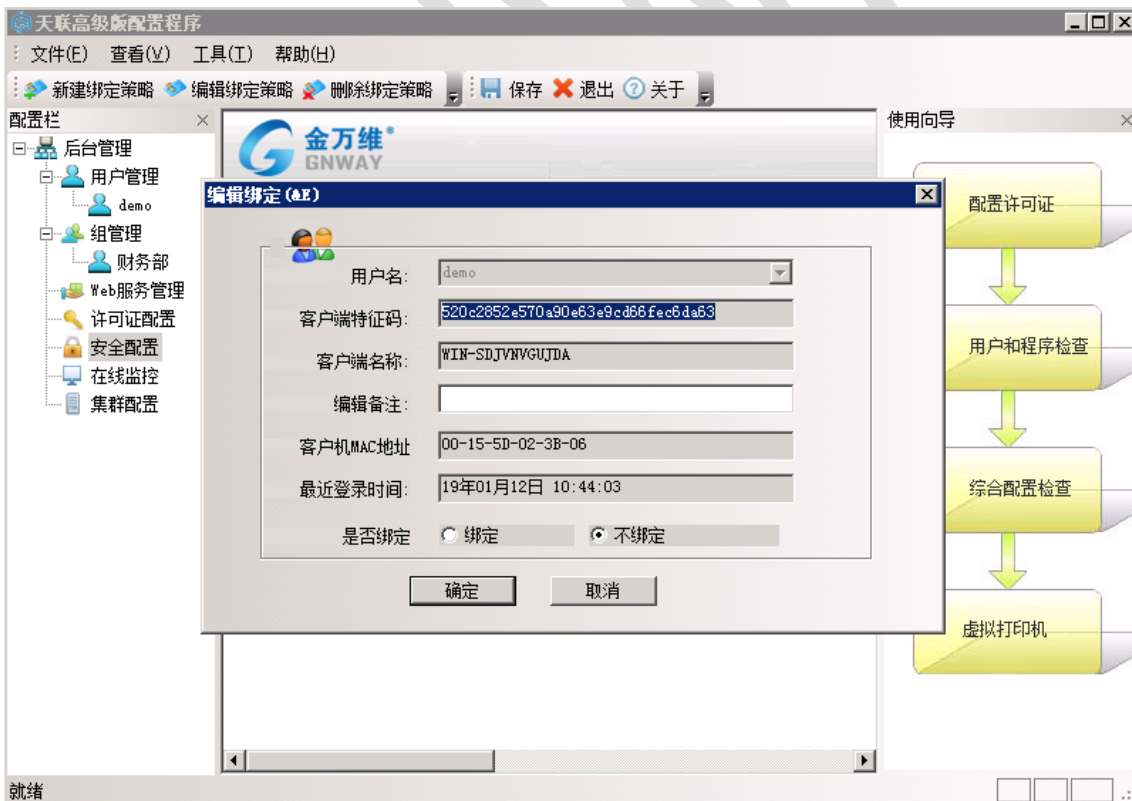 天联高级版配置程序
文件(F) 查看(V) 工具(T) 帮助(H)
新建绑定策略 编辑绑定策略 删除绑定策略 保存 退出 关于
配置栏
后台管理
用户管理
demo
组管理
财务部
Web服务管理
许可证配置
安全配置
在线监控
集群配置
金万维®
GNWAY
编辑绑定(&E)
用户名: demo
客户端特征码: 520c2852e570a90e63e9cd66fec6da63
客户端名称: WIN-SDJVNVGUJDA
编辑备注:
客户机MAC地址 00-15-5D-02-3B-06
最近登录时间: 19年01月12日 10:44:03
是否绑定 绑定 不绑定
确定 取消
使用向导
配置许可证
用户和程序检查
综合配置检查
虚拟打印机
就绪